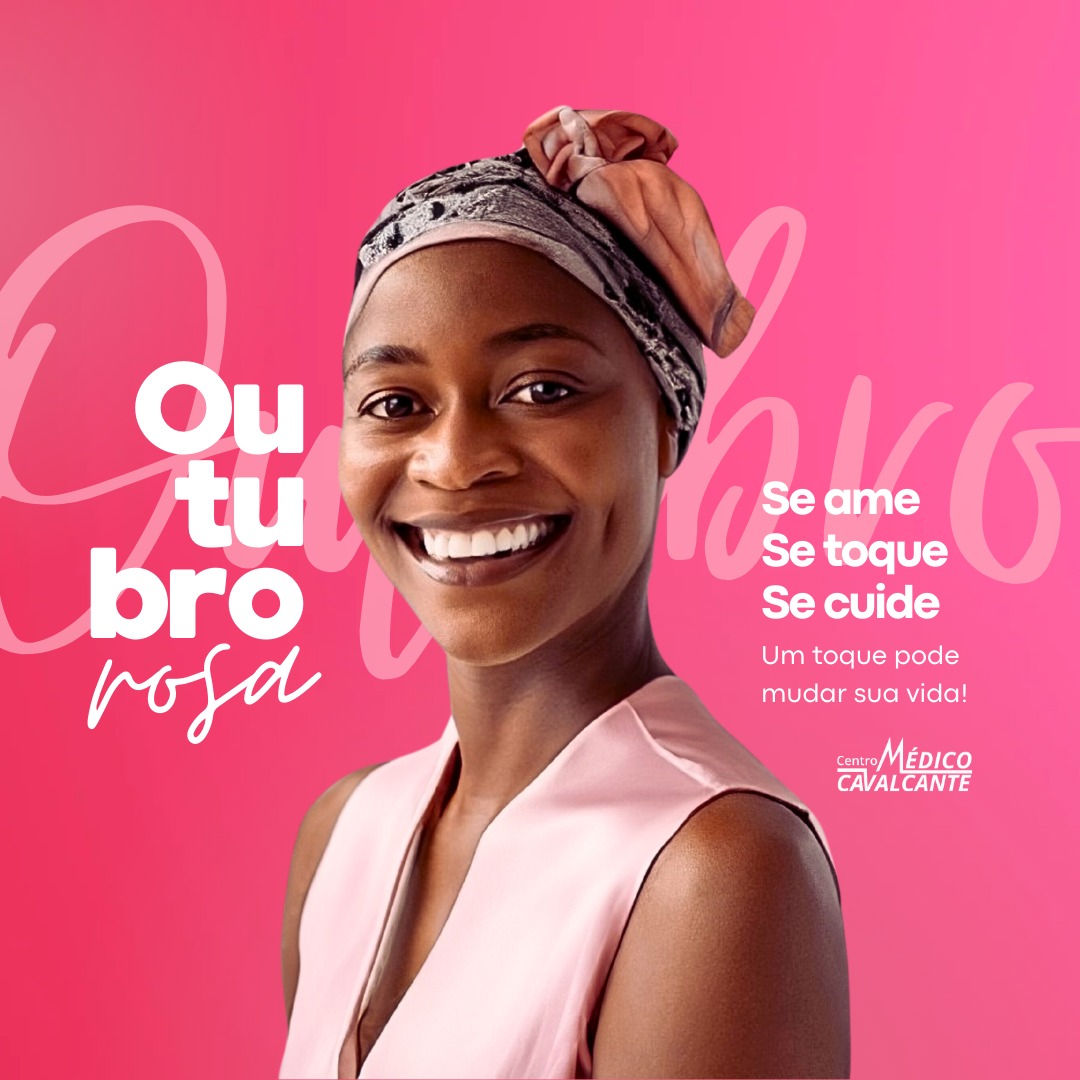 Outubro
Ou
tu
bro
rosa
Se ame
Se toque
Se cuide
Um toque pode
mudar sua vida!
Centro MÉDICO
CAVALCANTE